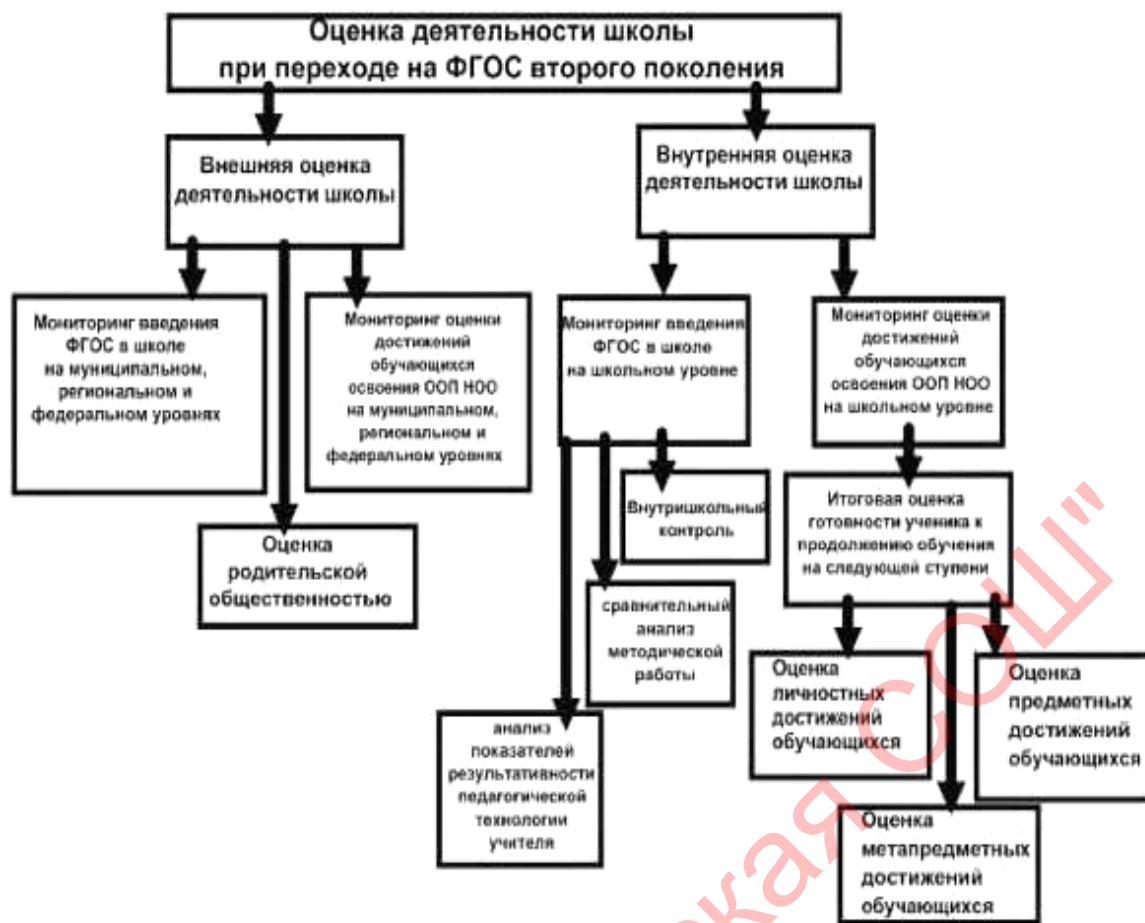 Оценка деятельности школы
при переходе на ФГОС второго поколения
Внешняя оценка
деятельности школы
Внутренняя оценка
деятельности школы
Мониторинг введения
ФГОС в школе
на муниципальном,
региональном и
федеральном уровнях
Мониторинг оценки
достижений
обучающихся
освоения ООП НОО
на муниципальном,
региональном и
федеральном уровнях
Мониторинг введения
ФГОС в школе
на школьном уровне
Мониторинг оценки
достижений
обучающихся
освоения ООП НОО
на школьном уровне
Оценка
родительской
общественностью
Внутришкольный
контроль
Итоговая оценка
готовности ученика к
продолжению обучения
на следующей ступени
сравнительный
анализ
методической
работы
анализ
показателей
результативности
педагогической
технологии
учителя
Оценка
личностных
достижений
обучающихся
Оценка
предметных
достижений
обучающихся
Оценка
метапредметных
достижений
обучающихся
СОШ"